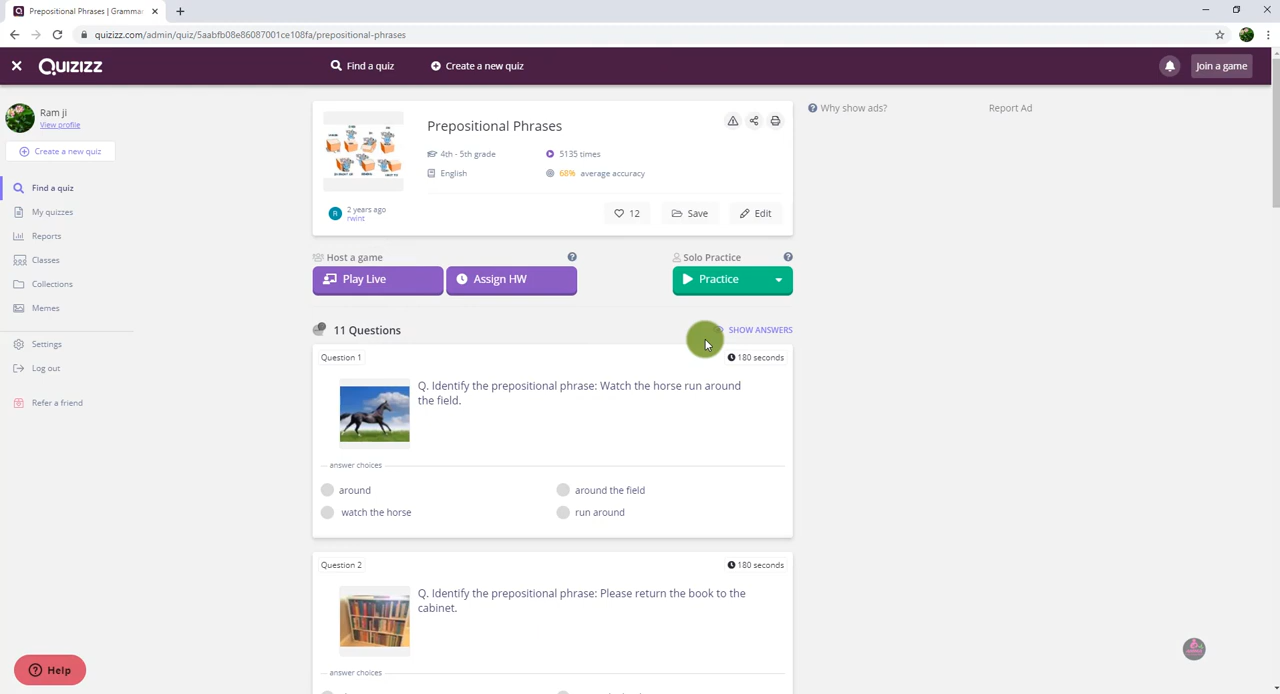 Prepositional Phrases | Gramma
quizizz.com/admin/quiz/5aabfb08e86087001ce108fa/prepositional-phrases
QUIZIZZ
Find a quiz
Create a new quiz
Join a game
Ram ji
View profile
Create a new quiz
Find a quiz
My quizzes
Reports
Classes
Collections
Memes
Settings
Log out
Refer a friend
Prepositional Phrases
4th - 5th grade
5135 times
English
68% average accuracy
R
2 years ago
rwint
12
Save
Edit
Why show ads?
Report Ad
Host a game
Solo Practice
Play Live
Assign HW
Practice
11 Questions
SHOW ANSWERS
Question 1
180 seconds
Q. Identify the prepositional phrase: Watch the horse run around
the field.
answer choices
around
around the field
watch the horse
run around
Question 2
180 seconds
Q. Identify the prepositional phrase: Please return the book to the
cabinet.
answer choices
Help